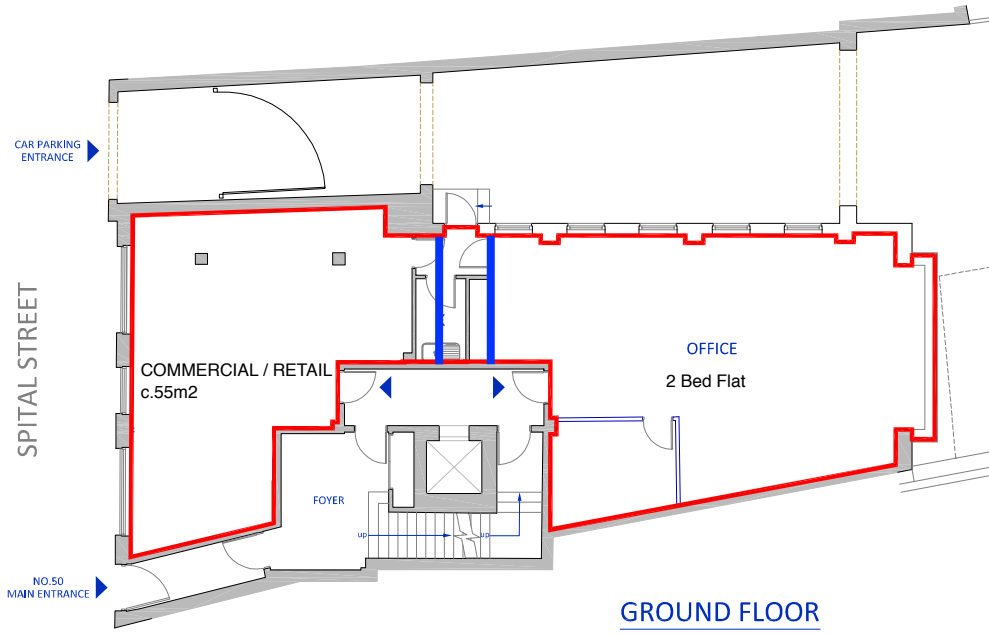 CAR PARKING
ENTRANCE
SPITAL STREET
COMMERCIAL / RETAIL
c.55m2
OFFICE
2 Bed Flat
FOYER
up
up
NO.50
MAIN ENTRANCE
GROUND FLOOR